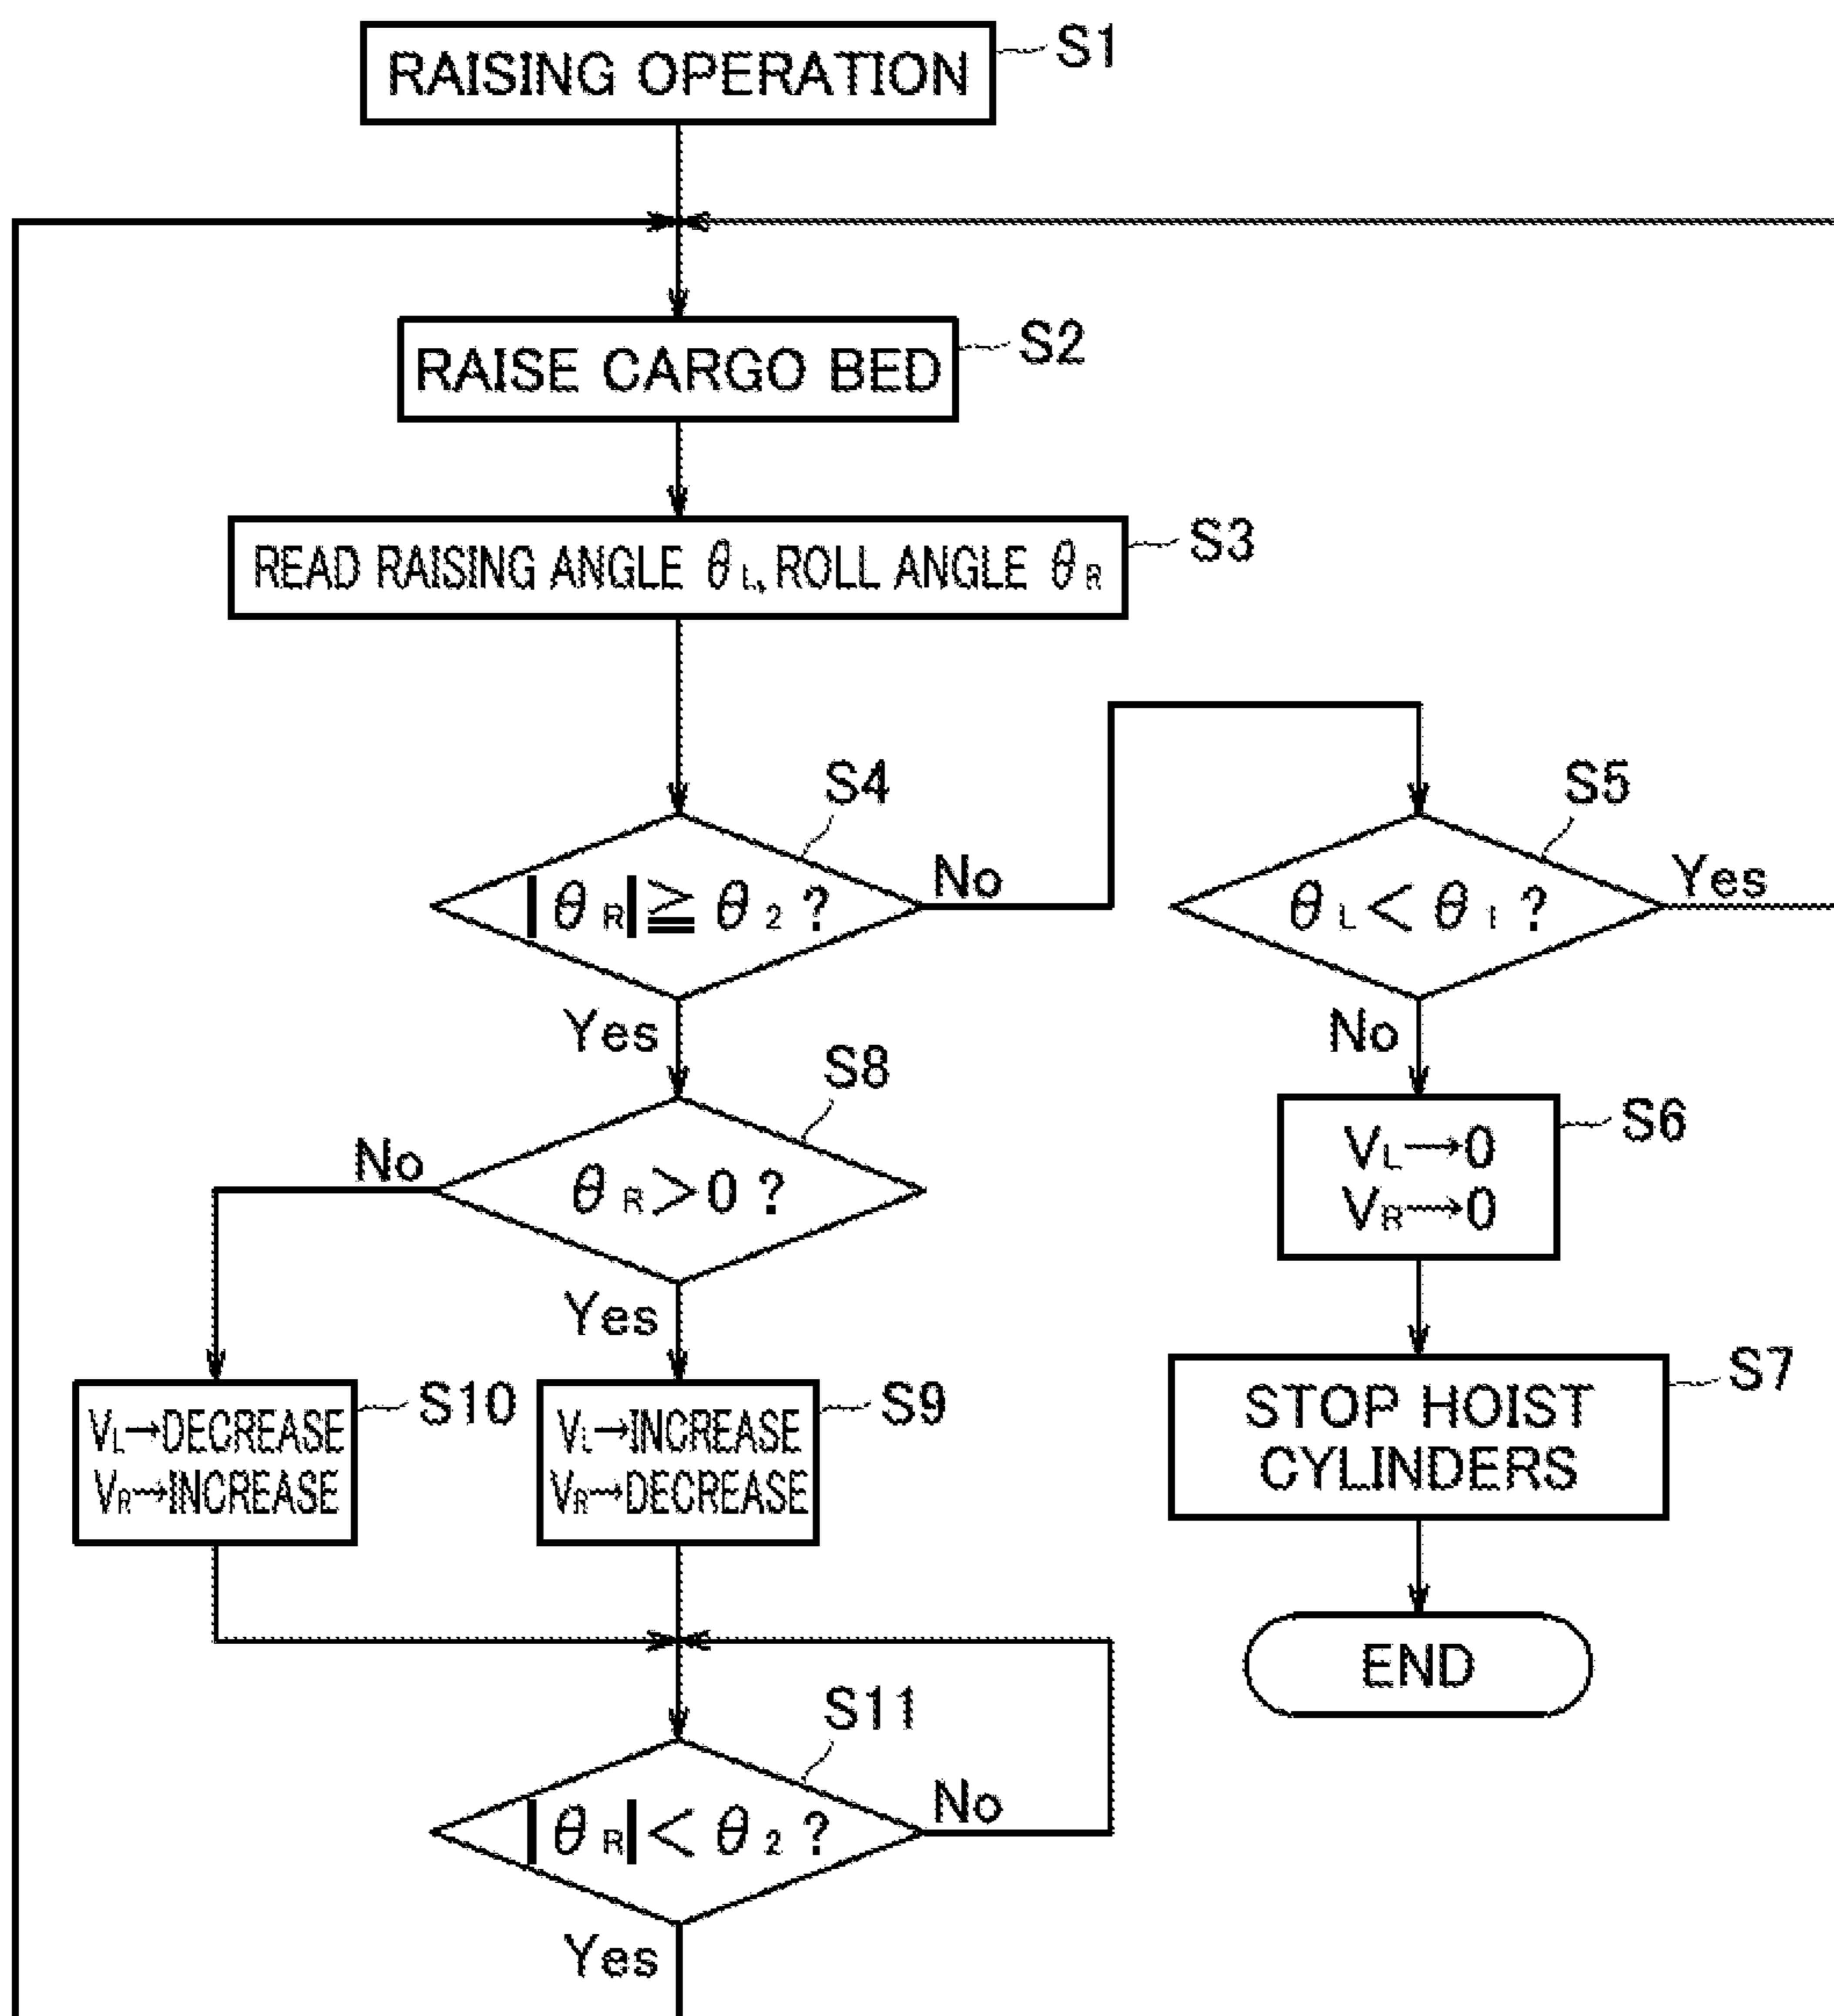 RAISING OPERATION
S1
RAISE CARGO BED
S2
READ RAISING ANGLE θL, ROLL ANGLE θR
S3
S4
|θR|≧θ2?
No
Yes
S5
θL<θ1?
Yes
No
S6
VL→0
VR→0
S7
STOP HOIST
CYLINDERS
END
S8
θR>0?
No
Yes
S10
VL→DECREASE
VR→INCREASE
S9
VL→INCREASE
VR→DECREASE
S11
|θR|<θ2?
No
Yes